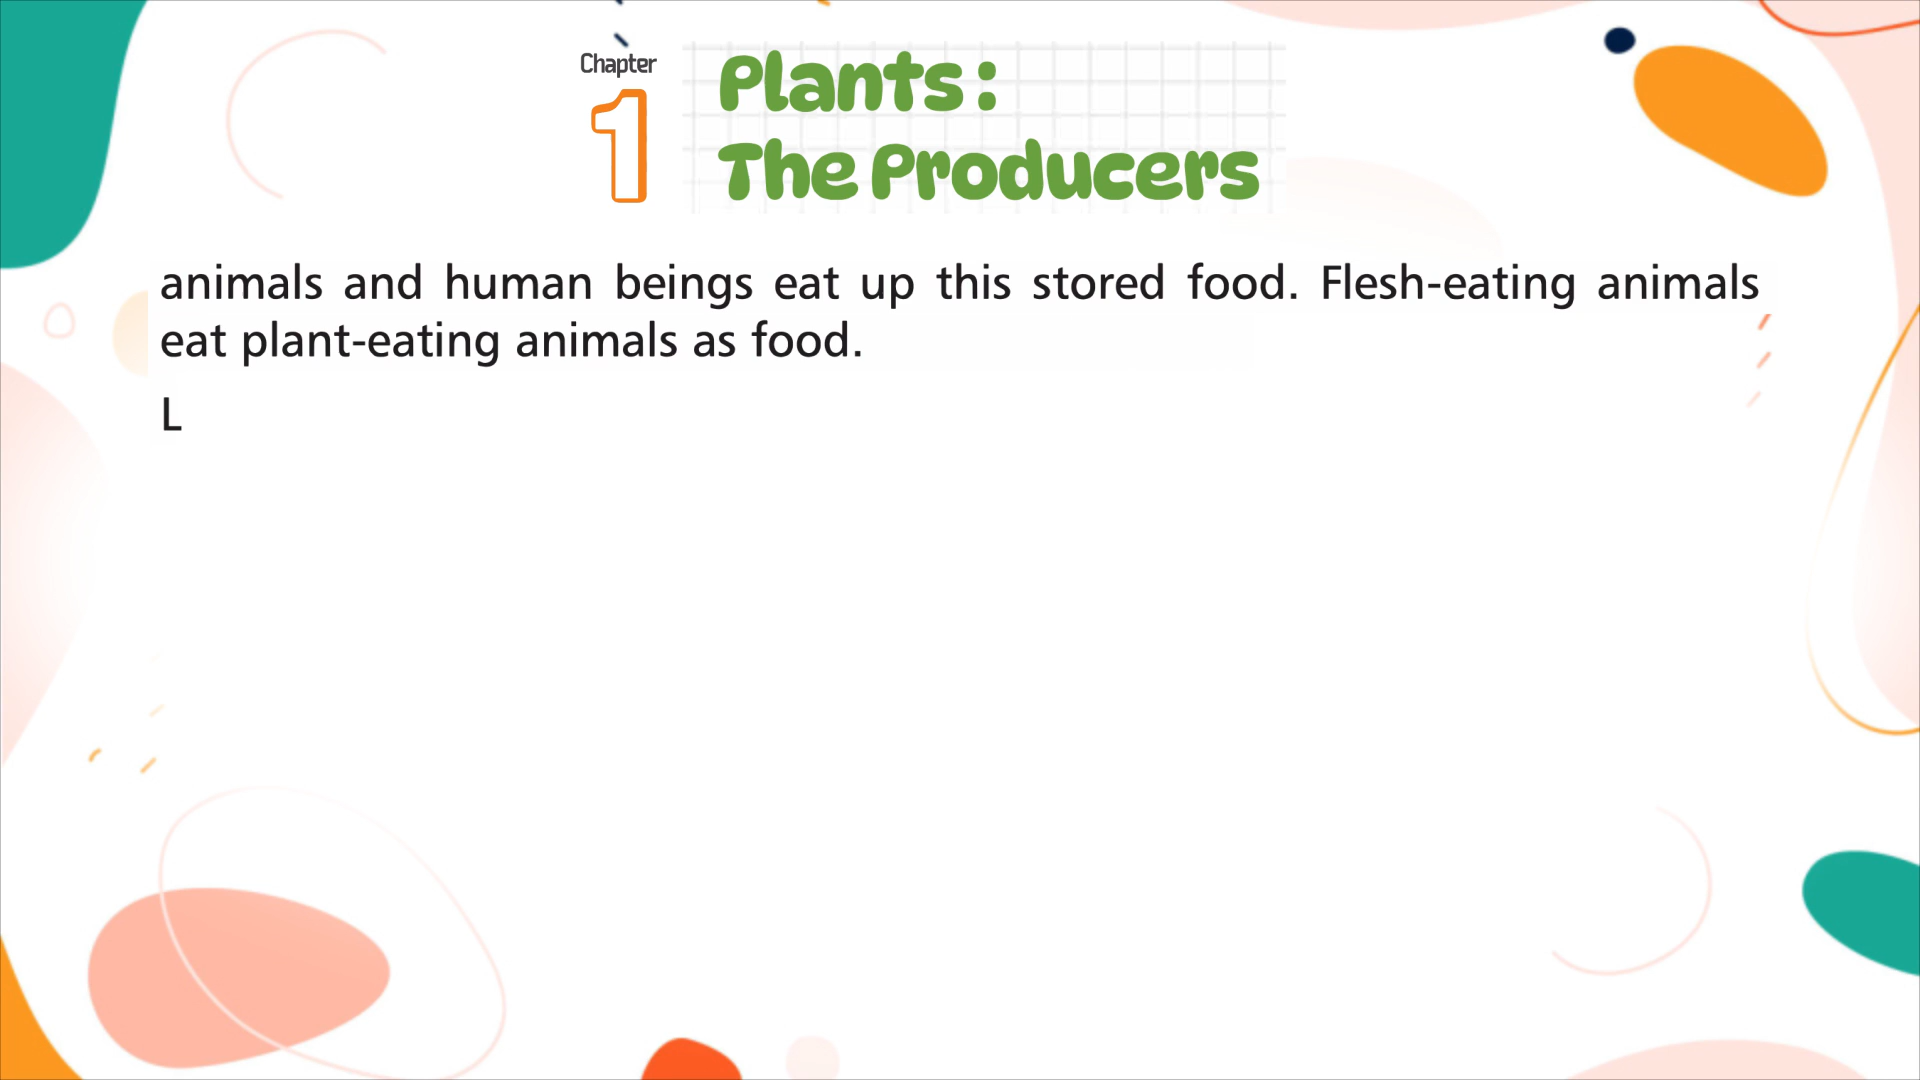 Chapter
1
Plants:
The Producers
animals and human beings eat up this stored food. Flesh-eating animals
eat plant-eating animals as food.
L